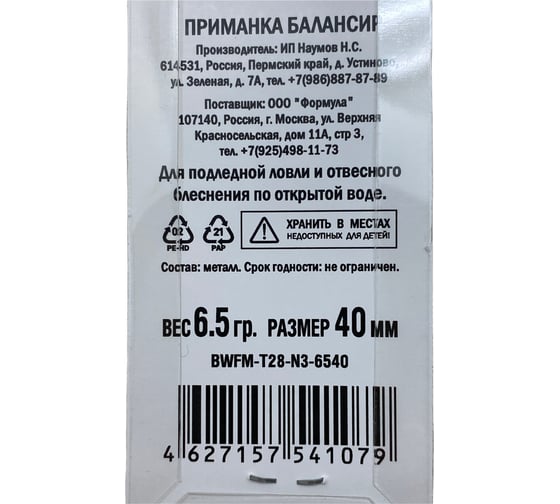 ПРИМАНКА БАЛАНСИР
Производитель: ИП Наумов Н.С.
614531, Россия, Пермский край, д. Устиново,
ул. Зеленая, д. 7А, тел. +7(986)887-87-89
Поставщик: ООО "Формула"
107140, Россия, г. Москва, ул. Верхняя
Красносельская, дом 11А, стр 3,
тел. +7(925)498-11-73
Для подледной ловли и отвесного
блеснения по открытой воде.
02
PE-HD
21
PAP
ХРАНИТЬ В МЕСТАХ
НЕДОСТУПНЫХ ДЛЯ ДЕТЕЙ!
Состав: металл. Срок годности: не ограничен.
ВЕС 6.5 гр. РАЗМЕР 40 мм
BWFM-T28-N3-6540
4 627157 541079